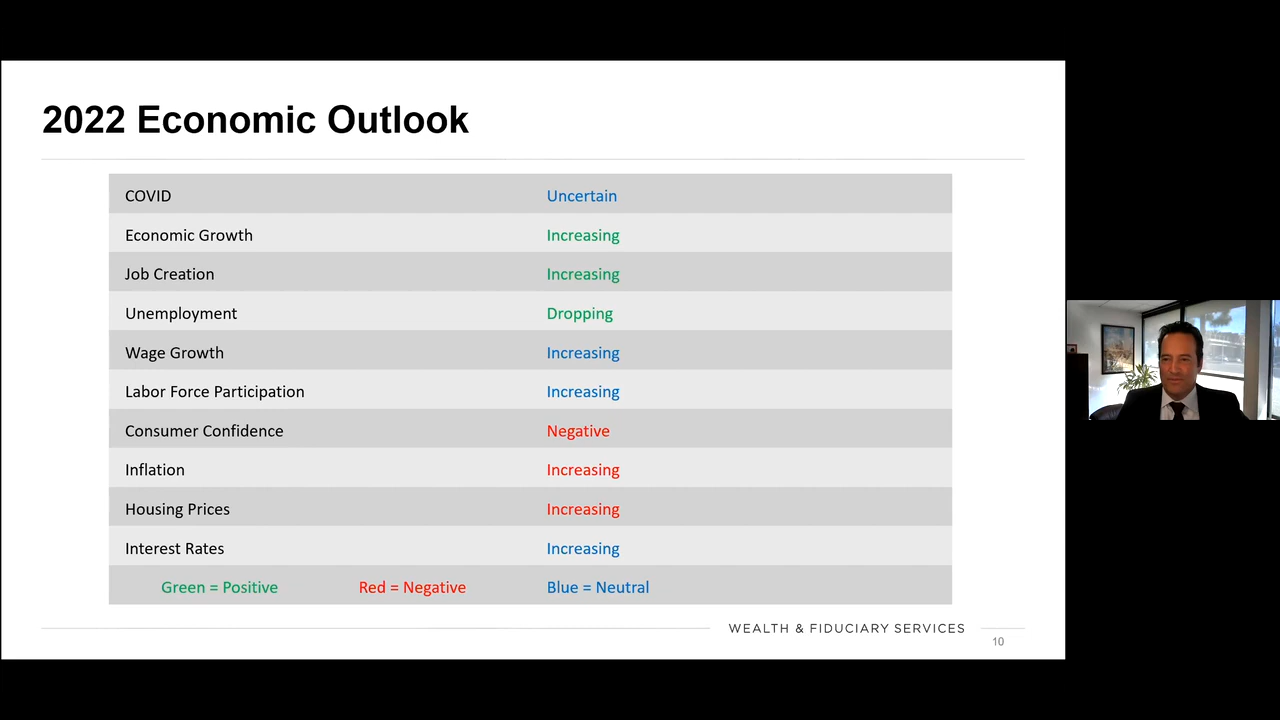 2022 Economic Outlook
COVID Uncertain
Economic Growth Increasing
Job Creation Increasing
Unemployment Dropping
Wage Growth Increasing
Labor Force Participation Increasing
Consumer Confidence Negative
Inflation Increasing
Housing Prices Increasing
Interest Rates Increasing
Green = Positive Red = Negative Blue = Neutral
WEALTH & FIDUCIARY SERVICES
10